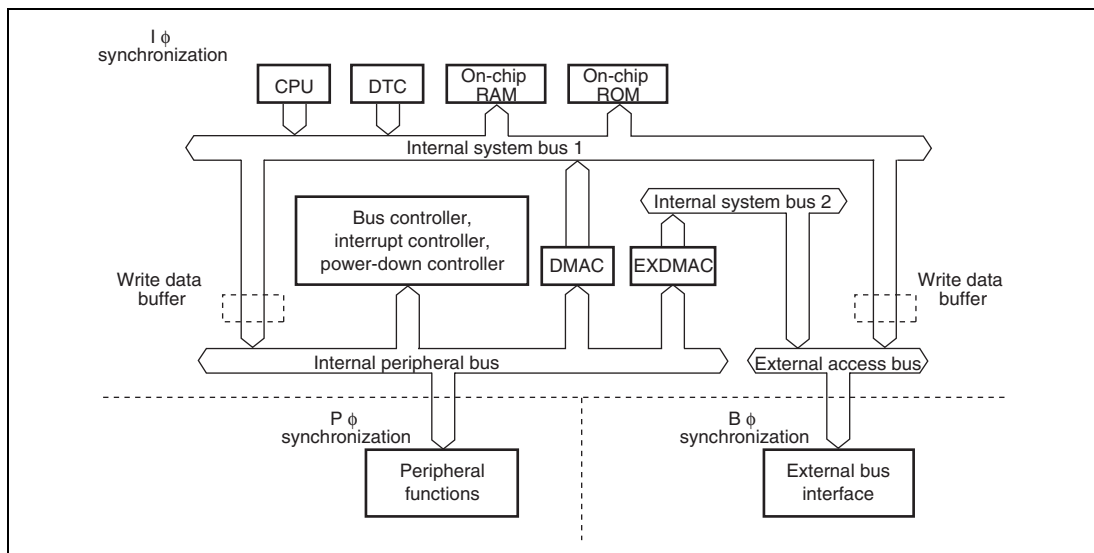 I ϕ
synchronization
CPU
DTC
On-chip
RAM
On-chip
ROM
Internal system bus 1
Internal system bus 2
Bus controller,
interrupt controller,
power-down controller
DMAC
EXDMAC
Write data
buffer
Write data
buffer
Internal peripheral bus
External access bus
P ϕ
synchronization
B ϕ
synchronization
Peripheral
functions
External bus
interface